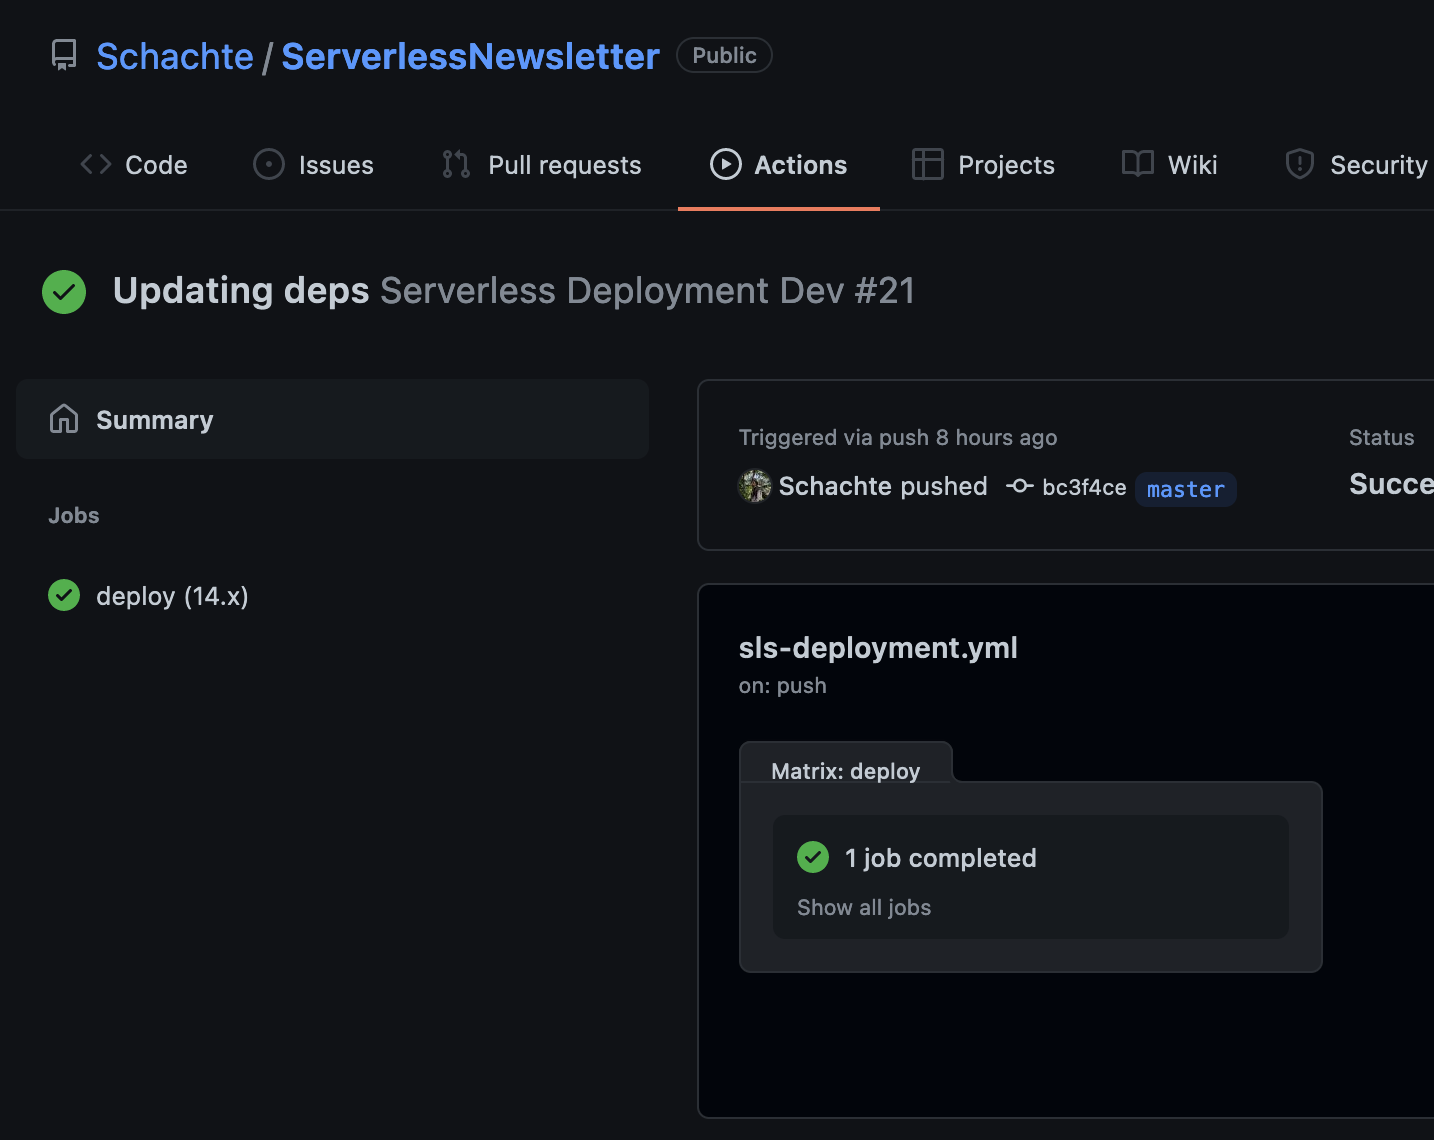 Schachte / ServerlessNewsletter Public
Code Issues Pull requests Actions Projects Wiki Security
Updating deps Serverless Deployment Dev #21
Summary
Jobs
deploy (14.x)
Triggered via push 8 hours ago
Schachte pushed bc3f4ce master
Status
Succe
sls-deployment.yml
on: push
Matrix: deploy
1 job completed
Show all jobs